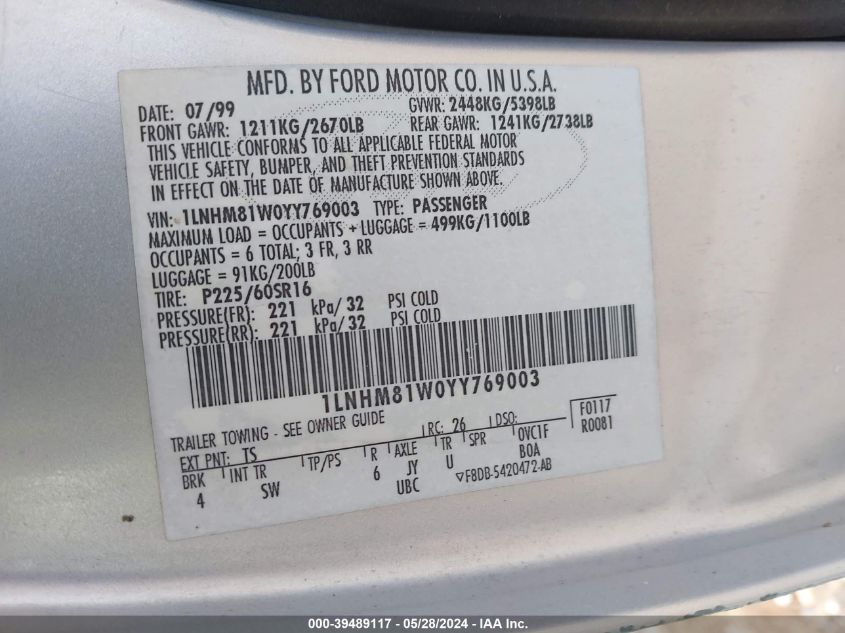 MFD. BY FORD MOTOR CO. IN U.S.A.
DATE: 07/99 GVWR: 2448KG/5398LB
FRONT GAWR: 1211KG/2670LB REAR GAWR: 1241KG/2738LB
THIS VEHICLE CONFORMS TO ALL APPLICABLE FEDERAL MOTOR
VEHICLE SAFETY, BUMPER, AND THEFT PREVENTION STANDARDS
IN EFFECT ON THE DATE OF MANUFACTURE SHOWN ABOVE.
VIN: 1LNHM81W0YY769003 TYPE: PASSENGER
MAXIMUM LOAD = OCCUPANTS + LUGGAGE = 499KG/1100LB
OCCUPANTS = 6 TOTAL; 3 FR, 3 RR
LUGGAGE = 91KG/200LB
TIRE: P225/60SR16
PRESSURE(FR): 221 kPa/32 PSI COLD
PRESSURE(RR): 221 kPa/32 PSI COLD
1LNHM81W0YY769003
TRAILER TOWING - SEE OWNER GUIDE
EXT PNT: TS RC: 26 DSO: F0117
R0081
BRK INT TR TP/PS R AXLE TR SPR 0VC1F
4 SW 6 JY U BOA
UBC ▽F8DB-5420472-AB
000-39489117 - 05/28/2024 - IAA Inc.